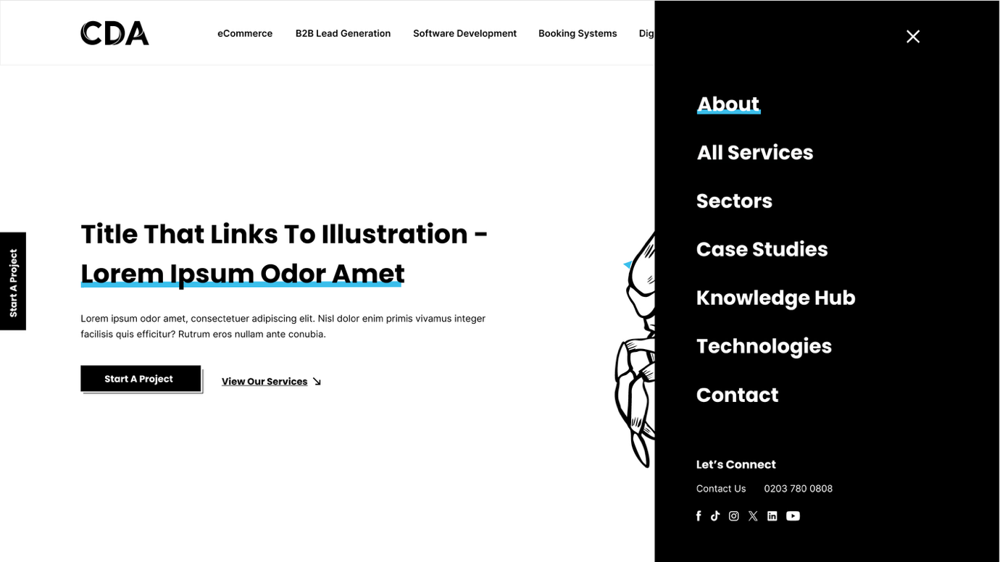 CDA
eCommerce B2B Lead Generation Software Development Booking Systems Dig
About
All Services
Sectors
Case Studies
Knowledge Hub
Technologies
Contact
Let’s Connect
Contact Us 0203 780 0808
Start A Project
Title That Links To Illustration -
Lorem Ipsum Odor Amet
Lorem ipsum odor amet, consectetuer adipiscing elit. Nisl dolor enim primis vivamus integer
facilisis quis efficitur? Rutrum eros nullam ante conubia.
Start A Project
View Our Services